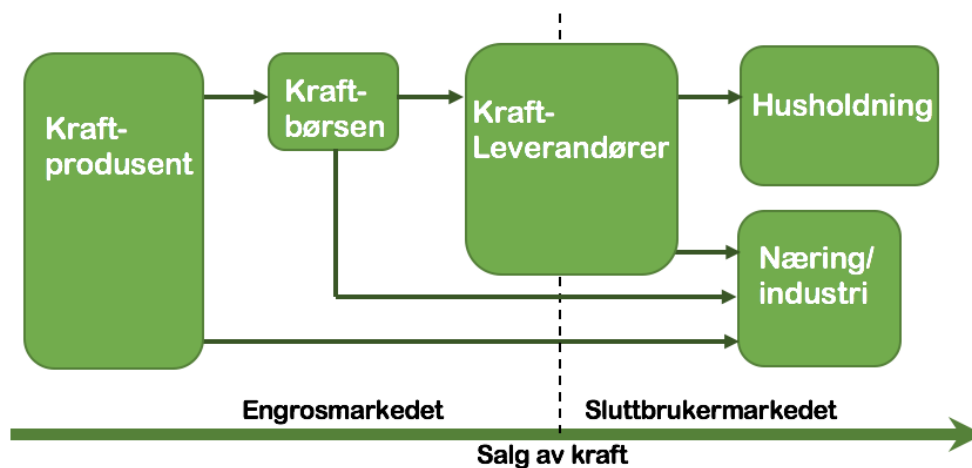 Kraft-
produsent
Kraft-
børsen
Kraft-
Leverandører
Husholdning
Næring/
industri
Engrosmarkedet
Sluttbrukermarkedet
Salg av kraft